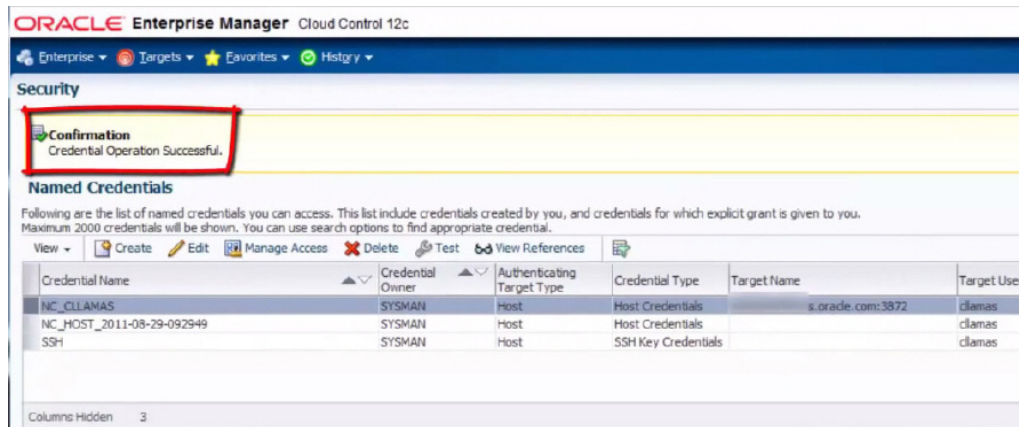 ORACLE Enterprise Manager Cloud Control 12c
Enterprise Targets Favorites History
Security
Confirmation
Credential Operation Successful.
Named Credentials
Following are the list of named credentials you can access. This list include credentials created by you, and credentials for which explicit grant is given to you.
Maximum 2000 credentials will be shown. You can use search options to find appropriate credential.
View Create Edit Manage Access Delete Test View References
Credential Name Credential Owner Authenticating Target Type Credential Type Target Name Target Use
NC_CLLAMAS SYSMAN Host Host Credentials s.oracle.com:3872 cllamas
NC_HOST_2011-08-29-092949 SYSMAN Host Host Credentials cllamas
SSH SYSMAN Host SSH Key Credentials cllamas
Columns Hidden 3